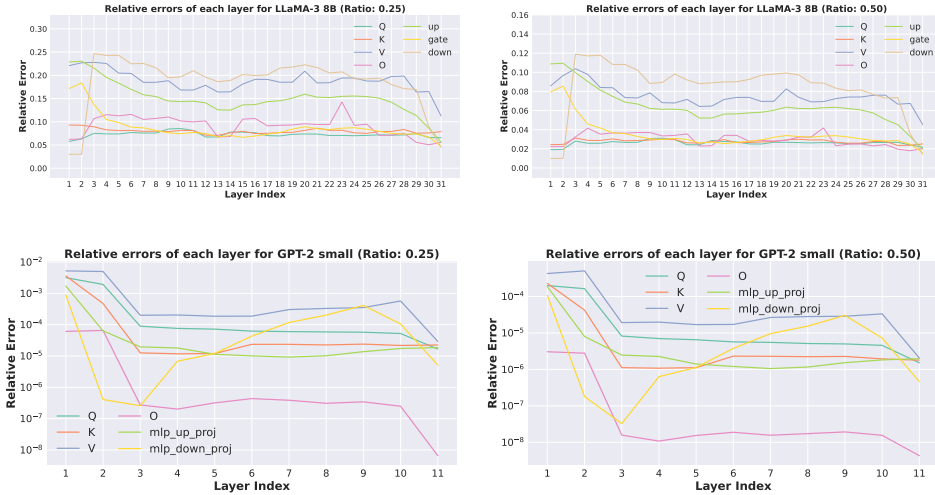 Relative errors of each layer for LLaMA-3 8B (Ratio: 0.25)
Relative Error
0.30
0.25
0.20
0.15
0.10
0.05
0.00
Q
K
V
O
up
gate
down
1 2 3 4 5 6 7 8 9 10 11 12 13 14 15 16 17 18 19 20 21 22 23 24 25 26 27 28 29 30 31
Layer Index
Relative errors of each layer for LLaMA-3 8B (Ratio: 0.50)
Relative Error
0.16
0.14
0.12
0.10
0.08
0.06
0.04
0.02
0.00
Q
K
V
O
up
gate
down
1 2 3 4 5 6 7 8 9 10 11 12 13 14 15 16 17 18 19 20 21 22 23 24 25 26 27 28 29 30 31
Layer Index
Relative errors of each layer for GPT-2 small (Ratio: 0.25)
Relative Error
10⁻²
10⁻³
10⁻⁴
10⁻⁵
10⁻⁶
10⁻⁷
10⁻⁸
Q
K
V
O
mlp_up_proj
mlp_down_proj
1 2 3 4 5 6 7 8 9 10 11
Layer Index
Relative errors of each layer for GPT-2 small (Ratio: 0.50)
Relative Error
10⁻⁴
10⁻⁵
10⁻⁶
10⁻⁷
10⁻⁸
Q
K
V
O
mlp_up_proj
mlp_down_proj
1 2 3 4 5 6 7 8 9 10 11
Layer Index